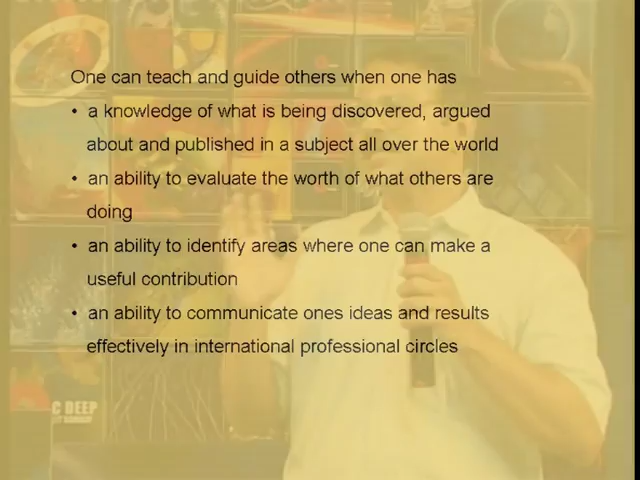 One can teach and guide others when one has
• a knowledge of what is being discovered, argued
about and published in a subject all over the world
• an ability to evaluate the worth of what others are
doing
• an ability to identify areas where one can make a
useful contribution
• an ability to communicate ones ideas and results
effectively in international professional circles
C DEEP